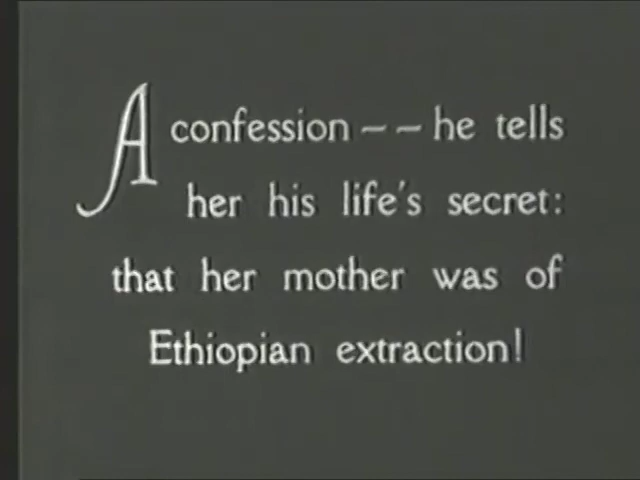 A confession -- he tells
her his life's secret:
that her mother was of
Ethiopian extraction!